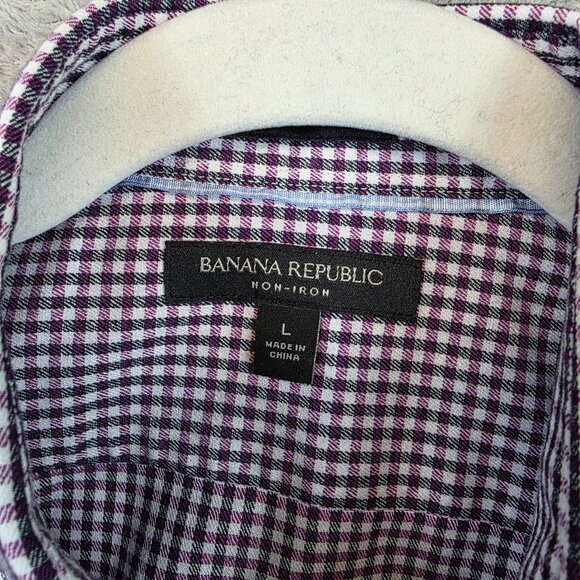 BANANA REPUBLIC
NON-IRON
L
MADE IN
CHINA